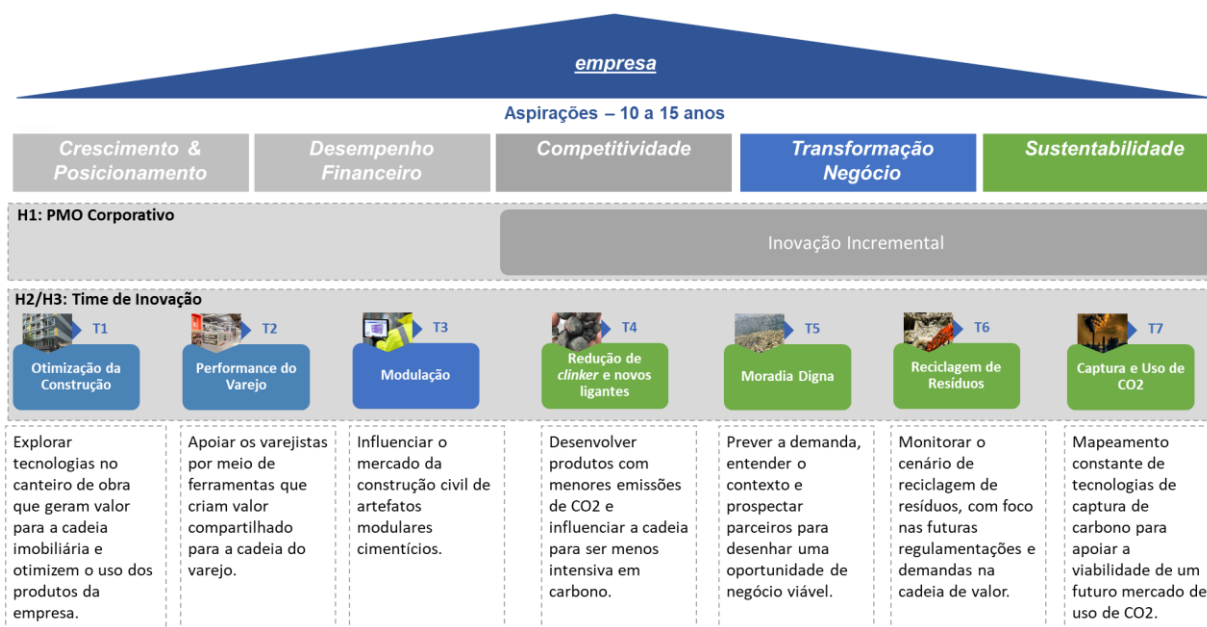 empresa
Aspirações – 10 a 15 anos
Crescimento &
Posicionamento
Desempenho
Financeiro
Competitividade
Transformação
Negócio
Sustentabilidade
H1: PMO Corporativo
Inovação Incremental
H2/H3: Time de Inovação
T1
Otimização da
Construção
Explorar
tecnologias no
canteiro de obra
que geram valor
para a cadeia
imobiliária e
otimizem o uso dos
produtos da
empresa.
T2
Performance do
Varejo
Apoiar os varejistas
por meio de
ferramentas que
criam valor
compartilhado
para a cadeia do
varejo.
T3
Modulação
Influenciar o
mercado da
construção civil de
artefatos
modulares
cimentícios.
T4
Redução de
clinker e novos
ligantes
Desenvolver
produtos com
menores emissões
de CO2 e
influenciar a cadeia
para ser menos
intensiva em
carbono.
T5
Moradia Digna
Prever a demanda,
entender o
contexto e
prospectar
parceiros para
desenhar uma
oportunidade de
negócio viável.
T6
Reciclagem de
Resíduos
Monitorar o
cenário de
reciclagem de
resíduos, com foco
nas futuras
regulamentações e
demandas na
cadeia de valor.
T7
Captura e Uso de
CO2
Mapeamento
constante de
tecnologias de
captura de
carbono para
apoiar a
viabilidade de um
futuro mercado de
uso de CO2.